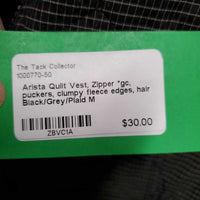 The Tack Collector
1000770-50
Arista Quilt Vest, Zipper *gc,
puckers, clumpy fleece edges, hair
Black/Grey/Plaid M
$30.00
ZBVC1A